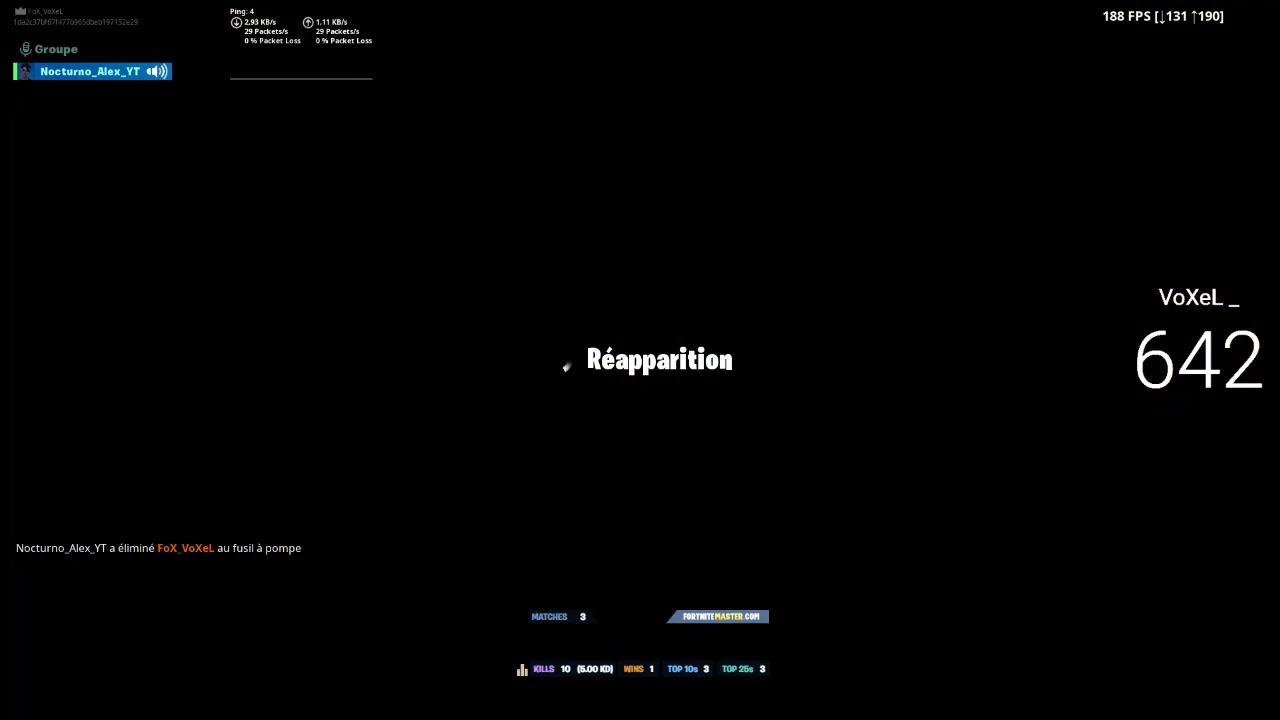 FoX_VoXeL
Ping: 4
2,93 KB/s
1,11 KB/s
29 Packets/s
29 Packets/s
0 % Packet Loss
0 % Packet Loss
188 FPS [↓131 ↑190]
Groupe
Nocturno_Alex_YT
VoXeL _
642
Réapparition
Nocturno_Alex_YT a éliminé FoX_VoXeL au fusil à pompe
MATCHES 3
FORTNITEMASTER.COM
KILLS 10 (5.00 KD) WINS 1 TOP 10s 3 TOP 25s 3